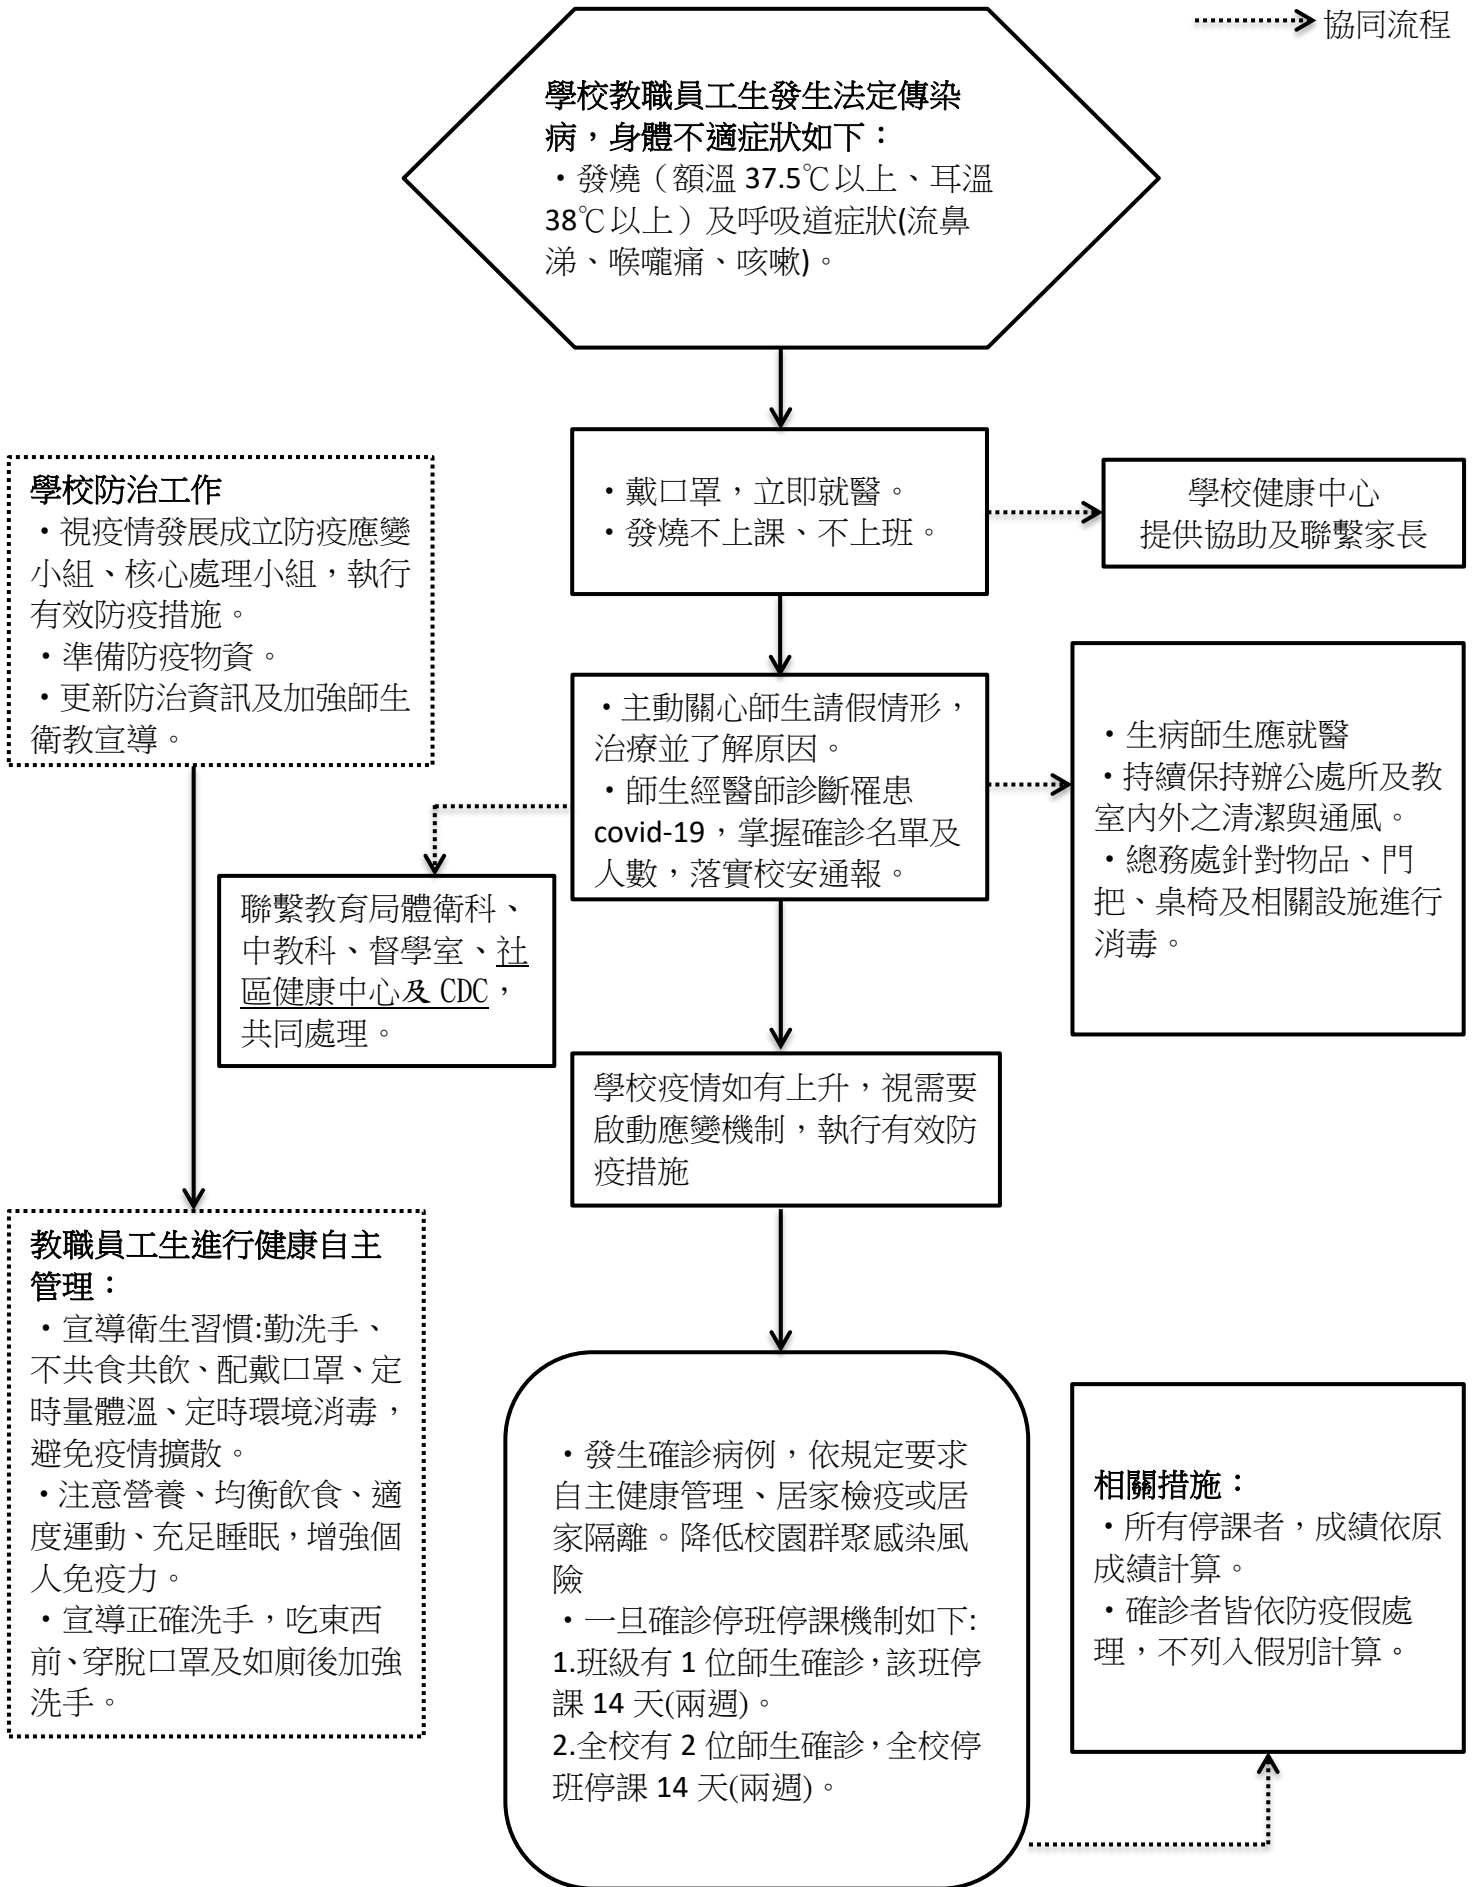 協同流程
學校教職員工生發生法定傳染
病，身體不適症狀如下：
・發燒（額溫 37.5℃以上、耳溫
38℃以上）及呼吸道症狀(流鼻
涕、喉嚨痛、咳嗽)。
・戴口罩，立即就醫。
・發燒不上課、不上班。
學校健康中心
提供協助及聯繫家長
學校防治工作
・視疫情發展成立防疫應變
小組、核心處理小組，執行
有效防疫措施。
・準備防疫物資。
・更新防治資訊及加強師生
衛教宣導。
・主動關心師生請假情形，
治療並了解原因。
・師生經醫師診斷罹患
covid-19，掌握確診名單及
人數，落實校安通報。
・生病師生應就醫
・持續保持辦公處所及教
室內外之清潔與通風。
・總務處針對物品、門
把、桌椅及相關設施進行
消毒。
聯繫教育局體衛科、
中教科、督學室、社
區健康中心及 CDC，
共同處理。
學校疫情如有上升，視需要
啟動應變機制，執行有效防
疫措施
教職員工生進行健康自主
管理：
・宣導衛生習慣:勤洗手、
不共食共飲、配戴口罩、定
時量體溫、定時環境消毒，
避免疫情擴散。
・注意營養、均衡飲食、適
度運動、充足睡眠，增強個
人免疫力。
・宣導正確洗手，吃東西
前、穿脫口罩及如廁後加強
洗手。
・發生確診病例，依規定要求
自主健康管理、居家檢疫或居
家隔離。降低校園群聚感染風
險
・一旦確診停班停課機制如下:
1.班級有 1 位師生確診，該班停
課 14 天(兩週)。
2.全校有 2 位師生確診，全校停
班停課 14 天(兩週)。
相關措施：
・所有停課者，成績依原
成績計算。
・確診者皆依防疫假處
理，不列入假別計算。